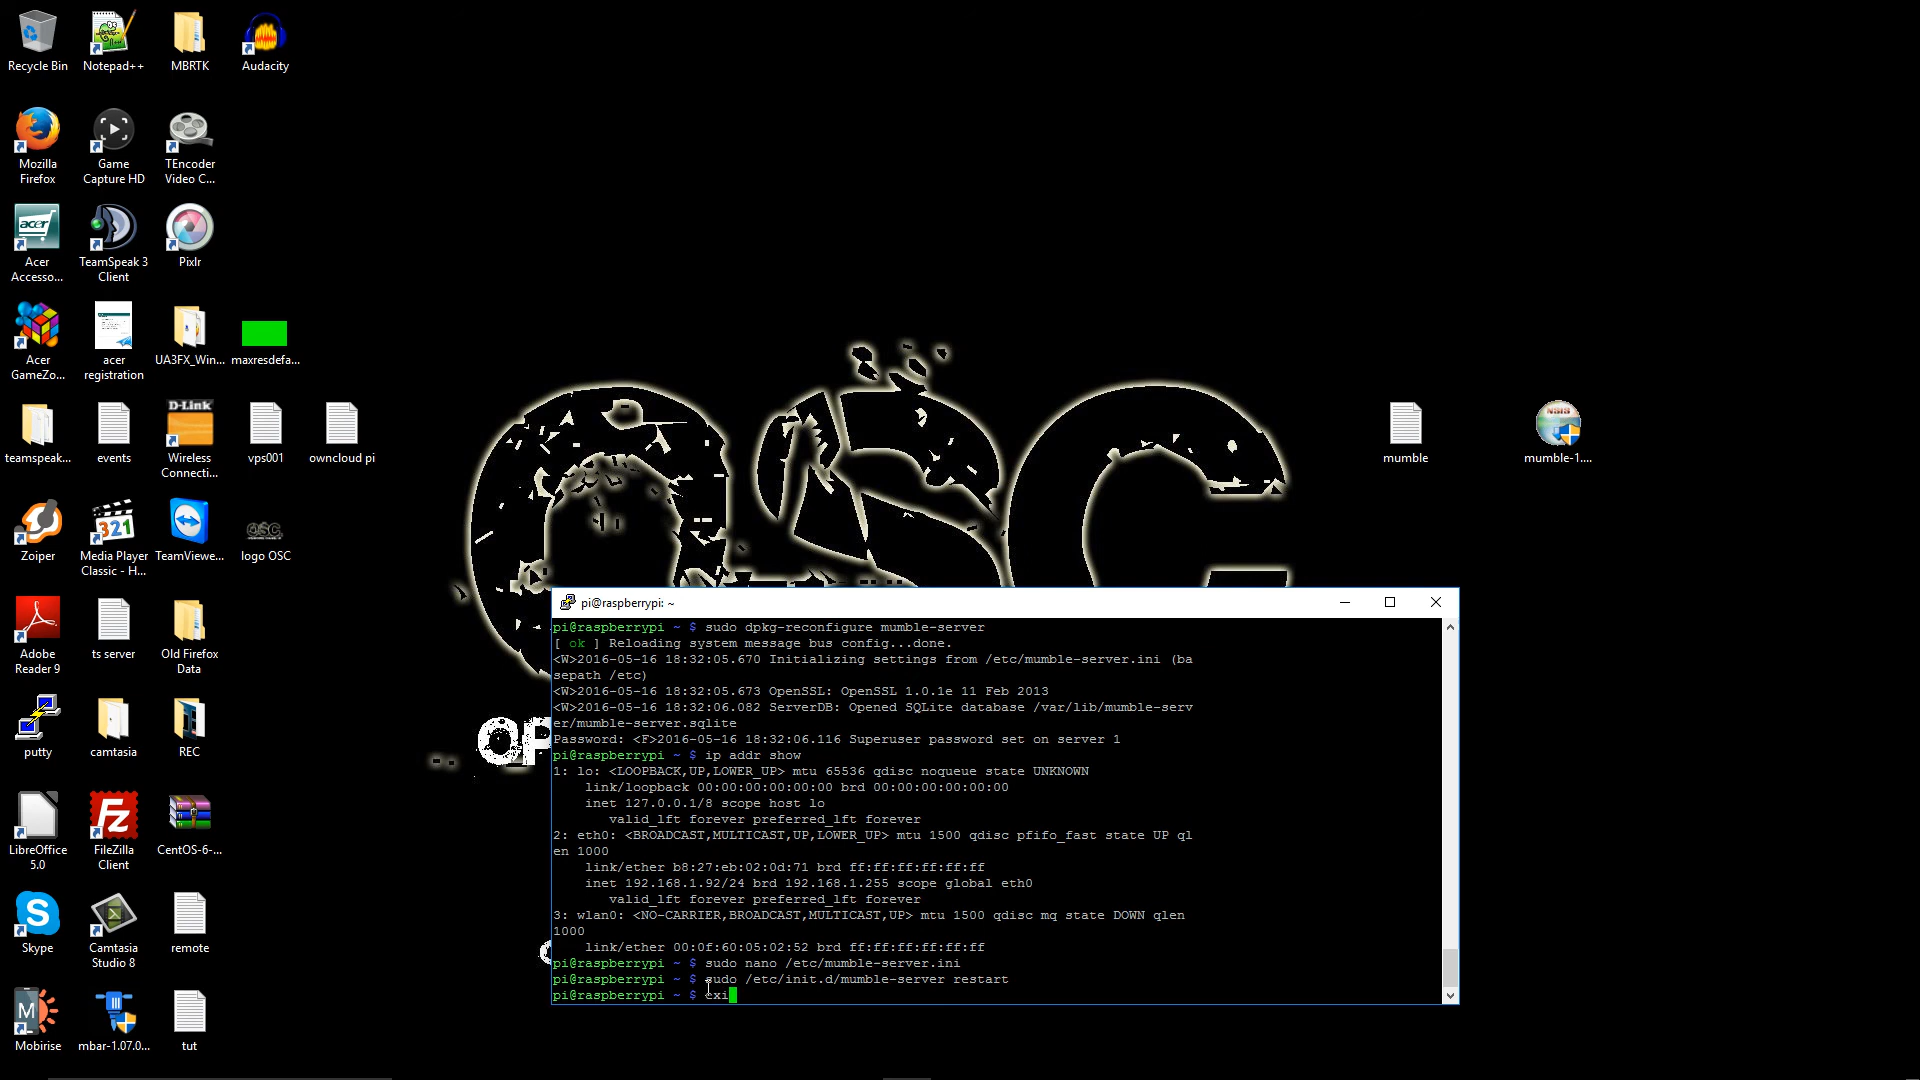 Recycle Bin
Notepad++
MBRTK
Audacity
Mozilla
Firefox
Game
Capture HD
TEncoder
Video C...
acer
Acer
Accesso...
TeamSpeak 3
Client
Pixlr
Acer
GameZo...
acer
registration
UA3FX_Win...
maxresdefa...
teamspeak...
events
D-Link
Wireless
Connecti...
vps001
owncloud pi
mumble
NSIS
mumble-1....
Zoiper
321
Media Player
Classic - H...
TeamViewe...
OSC
logo OSC
Adobe
Reader 9
ts server
Old Firefox
Data
putty
camtasia
REC
LibreOffice
5.0
Fz
FileZilla
Client
CentOS-6-...
Skype
Camtasia
Studio 8
remote
M
Mobirise
mbar-1.07.0...
tut
OSC
OP
pi@raspberrypi: ~
pi@raspberrypi ~ $ sudo dpkg-reconfigure mumble-server
[ ok ] Reloading system message bus config...done.
<W>2016-05-16 18:32:05.670 Initializing settings from /etc/mumble-server.ini (ba
sepath /etc)
<W>2016-05-16 18:32:05.673 OpenSSL: OpenSSL 1.0.1e 11 Feb 2013
<W>2016-05-16 18:32:06.082 ServerDB: Opened SQLite database /var/lib/mumble-serv
er/mumble-server.sqlite
Password: <F>2016-05-16 18:32:06.116 Superuser password set on server 1
pi@raspberrypi ~ $ ip addr show
1: lo: <LOOPBACK,UP,LOWER_UP> mtu 65536 qdisc noqueue state UNKNOWN
link/loopback 00:00:00:00:00:00 brd 00:00:00:00:00:00
inet 127.0.0.1/8 scope host lo
valid_lft forever preferred_lft forever
2: eth0: <BROADCAST,MULTICAST,UP,LOWER_UP> mtu 1500 qdisc pfifo_fast state UP ql
en 1000
link/ether b8:27:eb:02:0d:71 brd ff:ff:ff:ff:ff:ff
inet 192.168.1.92/24 brd 192.168.1.255 scope global eth0
valid_lft forever preferred_lft forever
3: wlan0: <NO-CARRIER,BROADCAST,MULTICAST,UP> mtu 1500 qdisc mq state DOWN qlen
1000
link/ether 00:0f:60:05:02:52 brd ff:ff:ff:ff:ff:ff
pi@raspberrypi ~ $ sudo nano /etc/mumble-server.ini
pi@raspberrypi ~ $ sudo /etc/init.d/mumble-server restart
pi@raspberrypi ~ $ exi